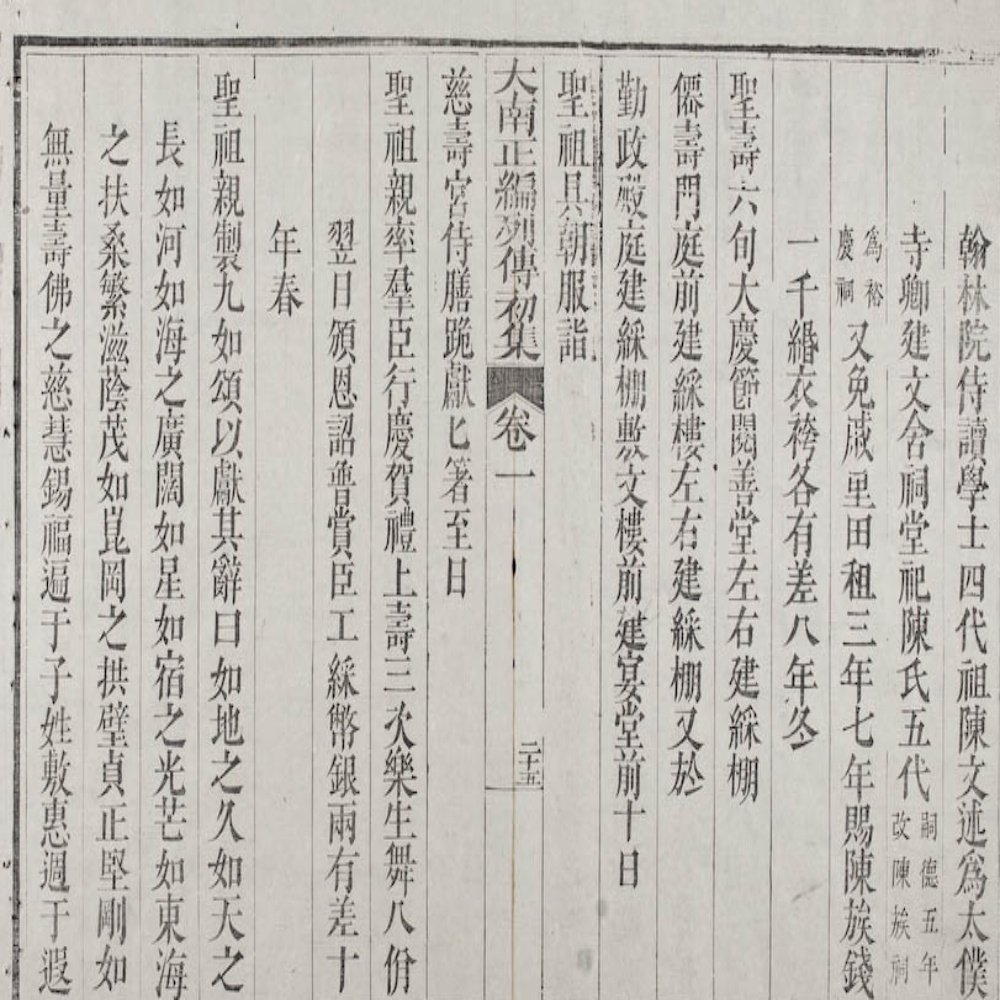 翰林院侍讀學士四代祖陳文述為太僕
寺卿建文舍祠堂祀陳氏五代嗣德五年改陳族祠
為裕慶祠又免戚里田租三年七年賜陳族錢
一千緡衣袴各有差八年冬
聖壽六旬大慶節閱善堂左右建綵棚
僊壽門庭前建綵樓左右建綵棚又於
勤政殿庭建綵棚敷文樓前建宴堂前十日
聖祖具朝服詣
大南正編列傳初集 卷一 二十五
慈壽宮侍膳跪獻匕箸至日
聖祖親率羣臣行慶賀禮上壽三次樂生舞八佾
翌日頒恩詔普賞臣工綵幣銀兩有差十
年春
聖祖親製九如頌以獻其辭曰如地之久如天之
長如河如海之廣闊如星如宿之光芒如東海
之扶桑繁滋蔭茂如崑岡之拱璧貞正堅剛如
無量壽佛之慈慧錫福遍于子姓敷惠週于遐